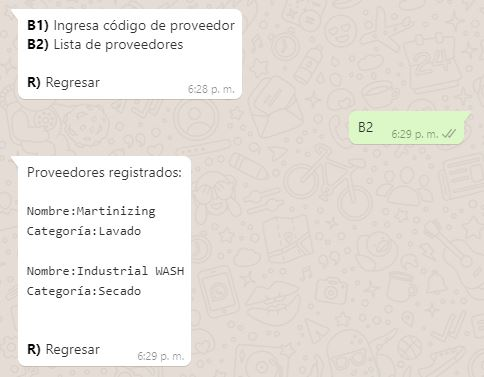 B1) Ingresa código de proveedor
B2) Lista de proveedores
R) Regresar
6:28 p. m.
B2
6:29 p. m.
Proveedores registrados:
Nombre:Martinizing
Categoría:Lavado
Nombre:Industrial WASH
Categoría:Secado
R) Regresar
6:29 p. m.